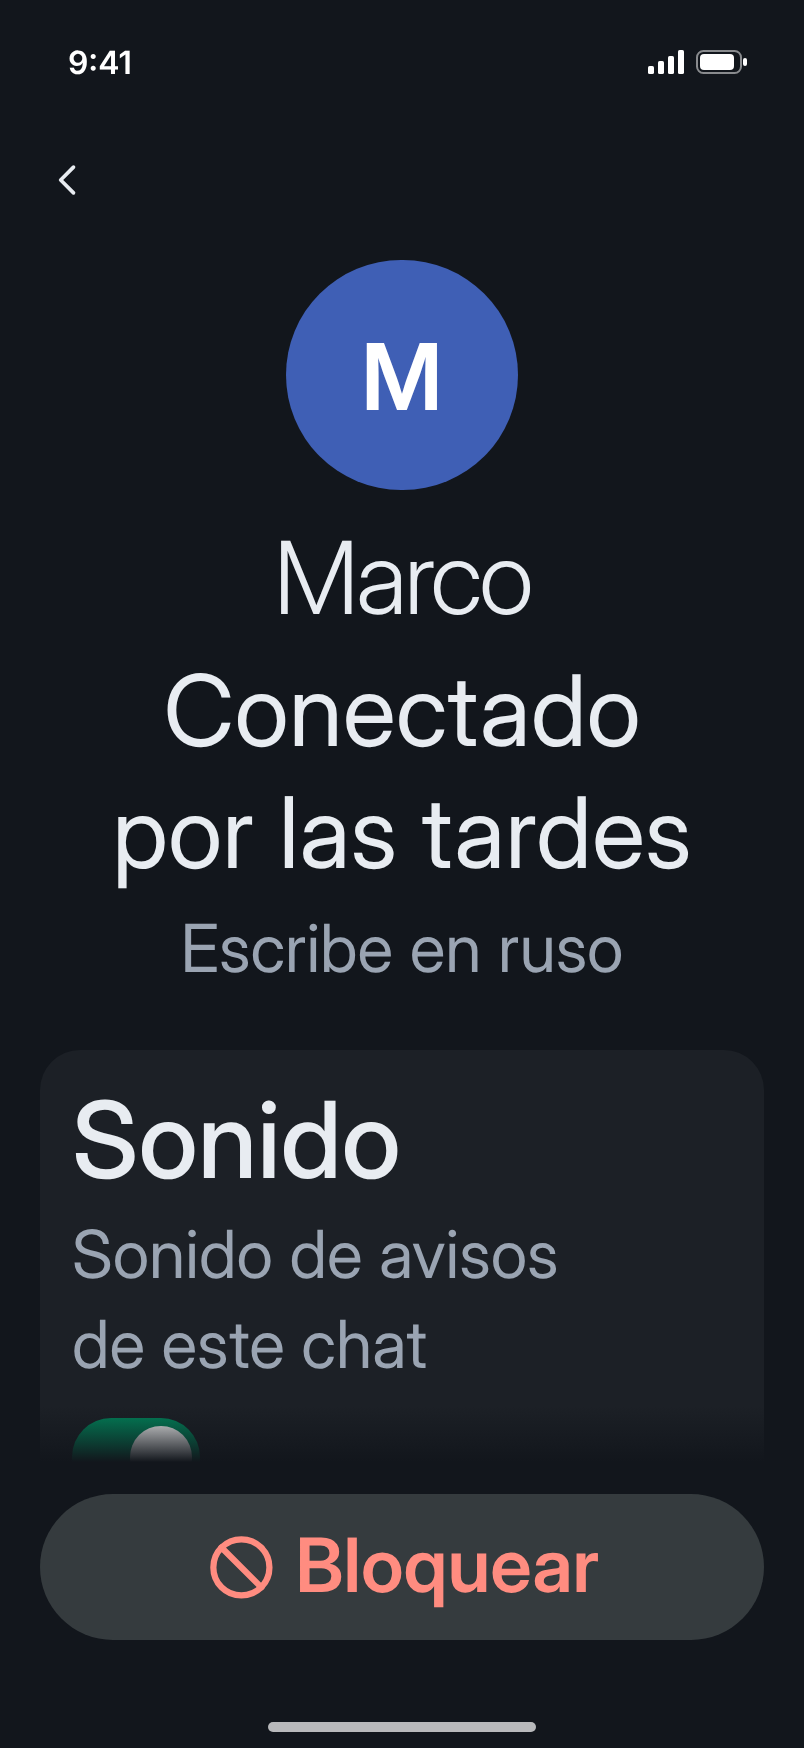 9:41
M
Marco
Conectado
por las tardes
Escribe en ruso
Sonido
Sonido de avisos
de este chat
Bloquear